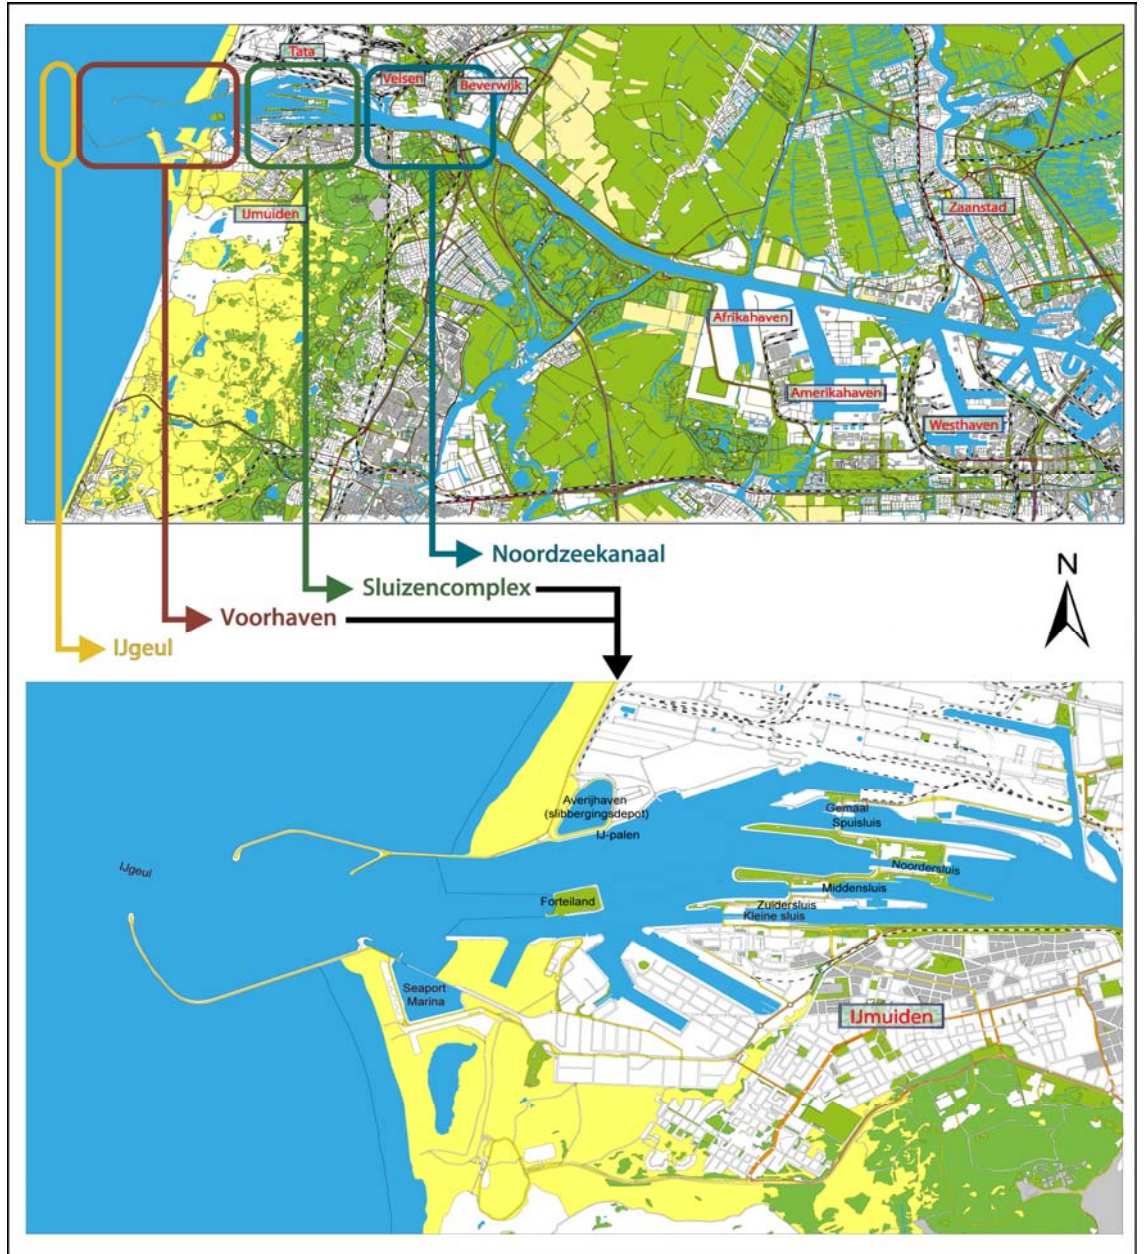 Tata
Velsen
Beverwijk
IJmuiden
Zaanstad
Afrikahaven
Amerikahaven
Westhaven
Noordzeekanaal
Sluizencomplex
Voorhaven
IJgeul
N
Averijhaven
(slibbergingsdepot)
IJ-palen
Gemaal
Spuisluis
IJgeul
Noordersluis
Middensluis
Forteiland
Zuidersluis
Kleine sluis
Seaport
Marina
IJmuiden